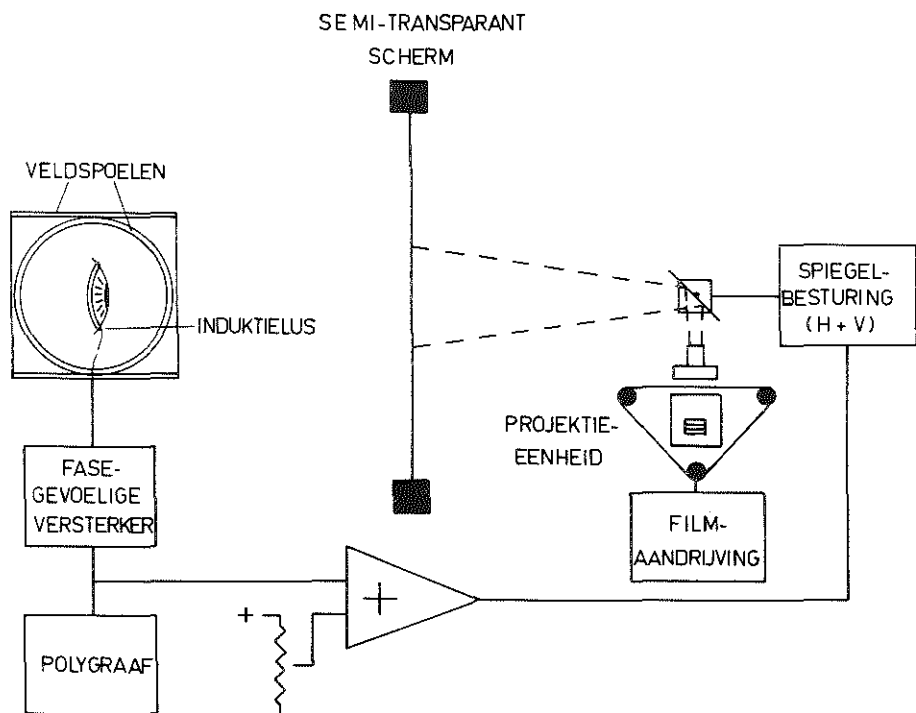 SEMI-TRANSPARANT
SCHERM
VELDSPOELEN
INDUKTIELUS
SPIEGEL-
BESTURING
(H + V)
PROJEKTIE-
EENHEID
FASE-
GEVOELIGE
VERSTERKER
FILM-
AANDRIJVING
+
+
POLYGRAAF